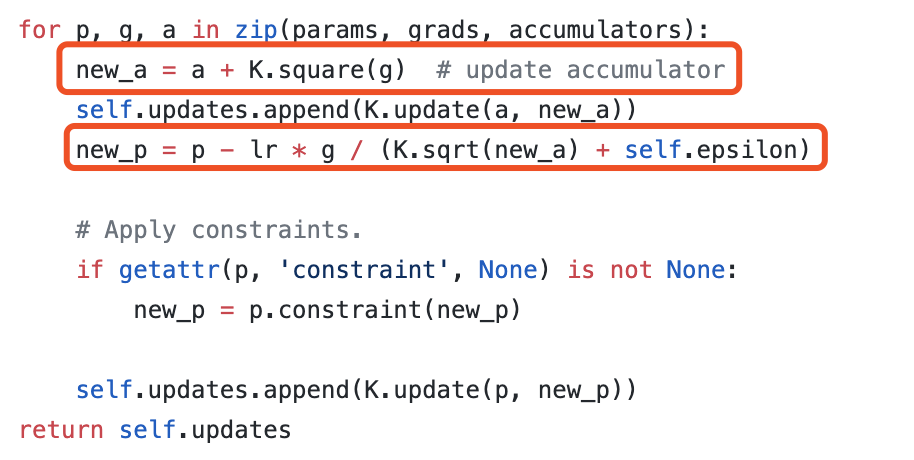 for p, g, a in zip(params, grads, accumulators):
    new_a = a + K.square(g)  # update accumulator
    self.updates.append(K.update(a, new_a))
    new_p = p - lr * g / (K.sqrt(new_a) + self.epsilon)
    # Apply constraints.
    if getattr(p, 'constraint', None) is not None:
        new_p = p.constraint(new_p)
    self.updates.append(K.update(p, new_p))
return self.updates